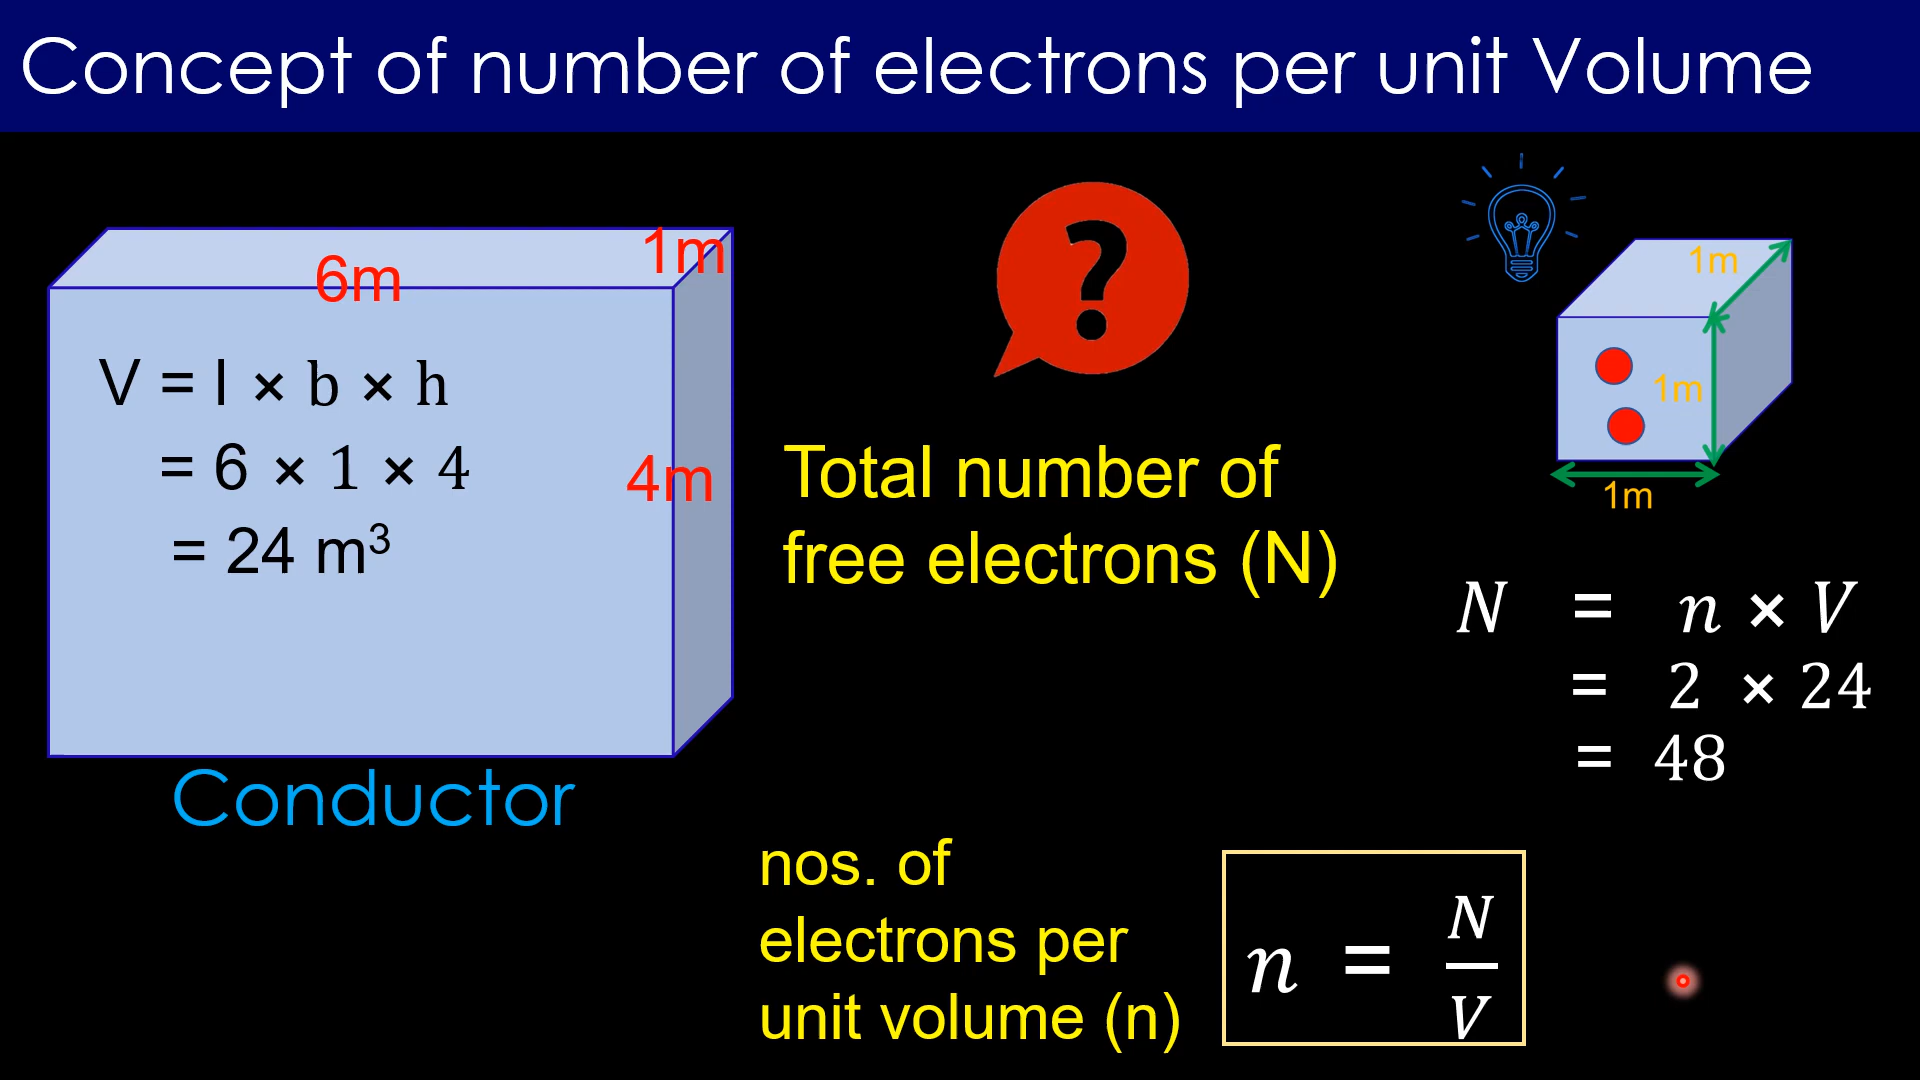 Concept of number of electrons per unit Volume
6m
1m
V = l × b × h
= 6 × 1 × 4
= 24 m³
4m
Conductor
?
Total number of
free electrons (N)
1m
1m
1m
N = n × V
= 2 × 24
= 48
nos. of
electrons per
unit volume (n)
n = N/V